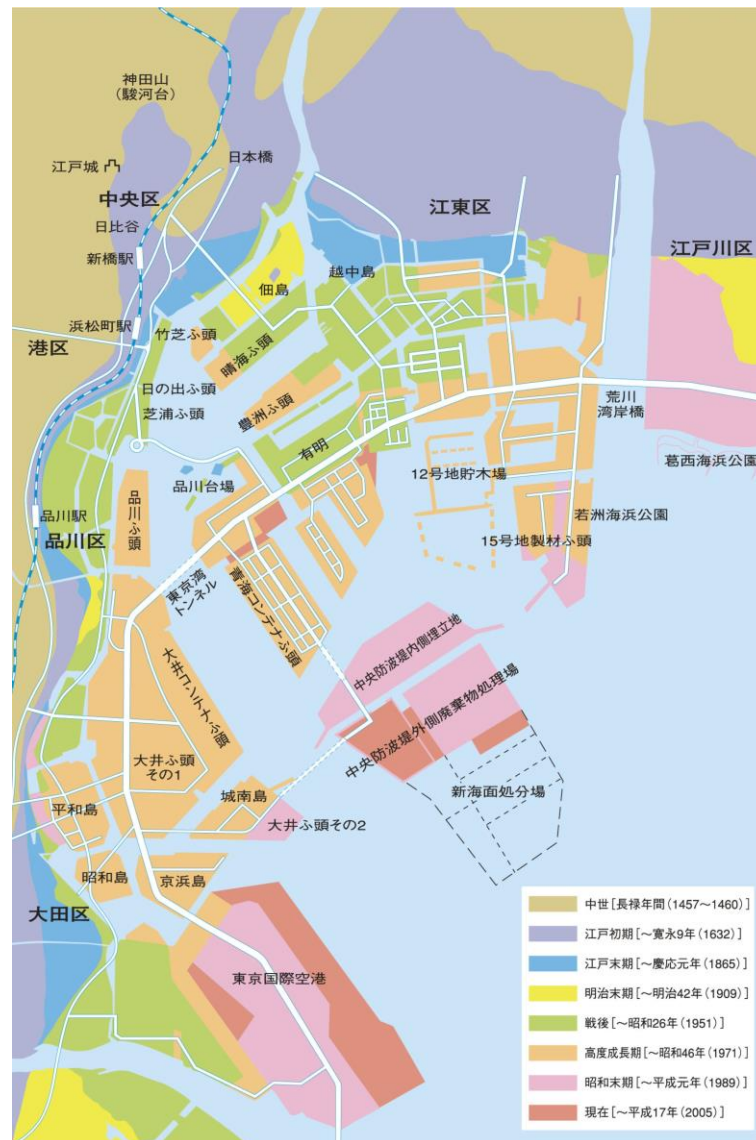 神田山
(駿河台)
江戸城
日本橋
中央区
江東区
日比谷
江戸川区
新橋駅
越中島
佃島
浜松町駅
竹芝ふ頭
晴海ふ頭
港区
日の出ふ頭
荒川
湾岸橋
芝浦ふ頭
豊洲ふ頭
有明
葛西海浜公園
12号地貯木場
品川台場
品川ふ頭
品川駅
若洲海浜公園
品川区
15号地製材ふ頭
東京湾
トンネル
青海コンテナふ頭
中央防波堤内側埋立地
大井コンテナふ頭
中央防波堤外側廃棄物処理場
大井ふ頭
その1
新海面処分場
城南島
平和島
大井ふ頭その2
昭和島
京浜島
大田区
東京国際空港
中世[長禄年間(1457〜1460)]
江戸初期[〜寛永9年(1632)]
江戸末期[〜慶応元年(1865)]
明治末期[〜明治42年(1909)]
戦後[〜昭和26年(1951)]
高度成長期[〜昭和46年(1971)]
昭和末期[〜平成元年(1989)]
現在[〜平成17年(2005)]